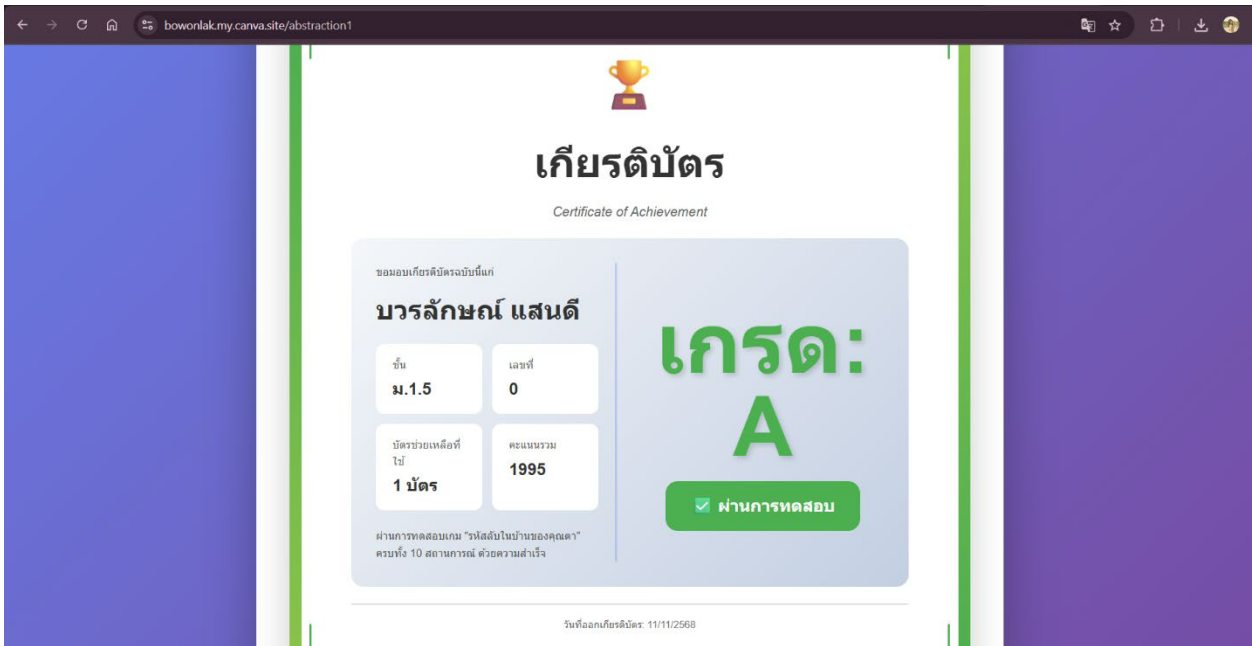 bowonlak.my.canva.site/abstraction1
เกียรติบัตร
Certificate of Achievement
ขอมอบเกียรติบัตรฉบับนี้แก่
บวรลักษณ์ แสนดี
ชั้น
ม.1.5
เลขที่
0
บัตรช่วยเหลือที่
ใช้
1 บัตร
คะแนนรวม
1995
ผ่านการทดสอบเกม "รหัสลับในบ้านของคุณตา"
ครบทั้ง 10 สถานการณ์ ด้วยความสำเร็จ
เกรด:
A
ผ่านการทดสอบ
วันที่ออกเกียรติบัตร: 11/11/2568